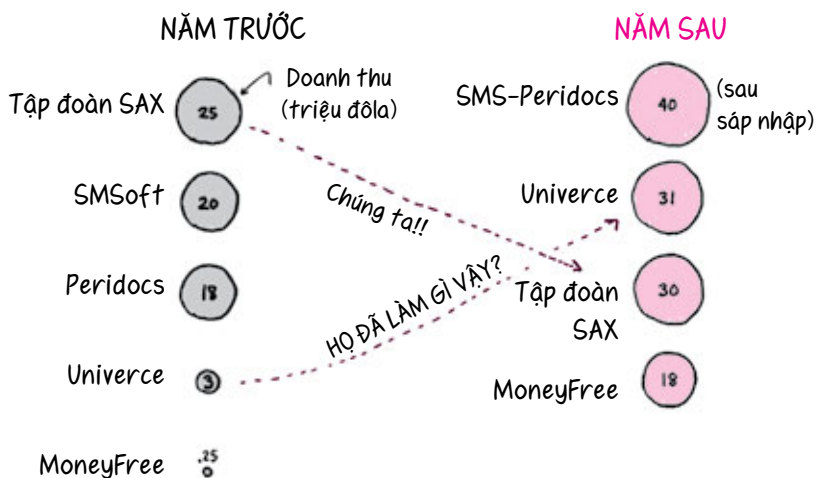 NĂM TRƯỚC
Tập đoàn SAX
25
Doanh thu
(triệu đôla)
SMSoft
20
Peridocs
18
Univerce
3
MoneyFree
.25
Chúng ta!!
HỌ ĐÃ LÀM GÌ VÂY?
NĂM SAU
SMS-Peridocs
40
(sau
sáp nhập)
Univerce
31
Tập đoàn
SAX
30
MoneyFree
18